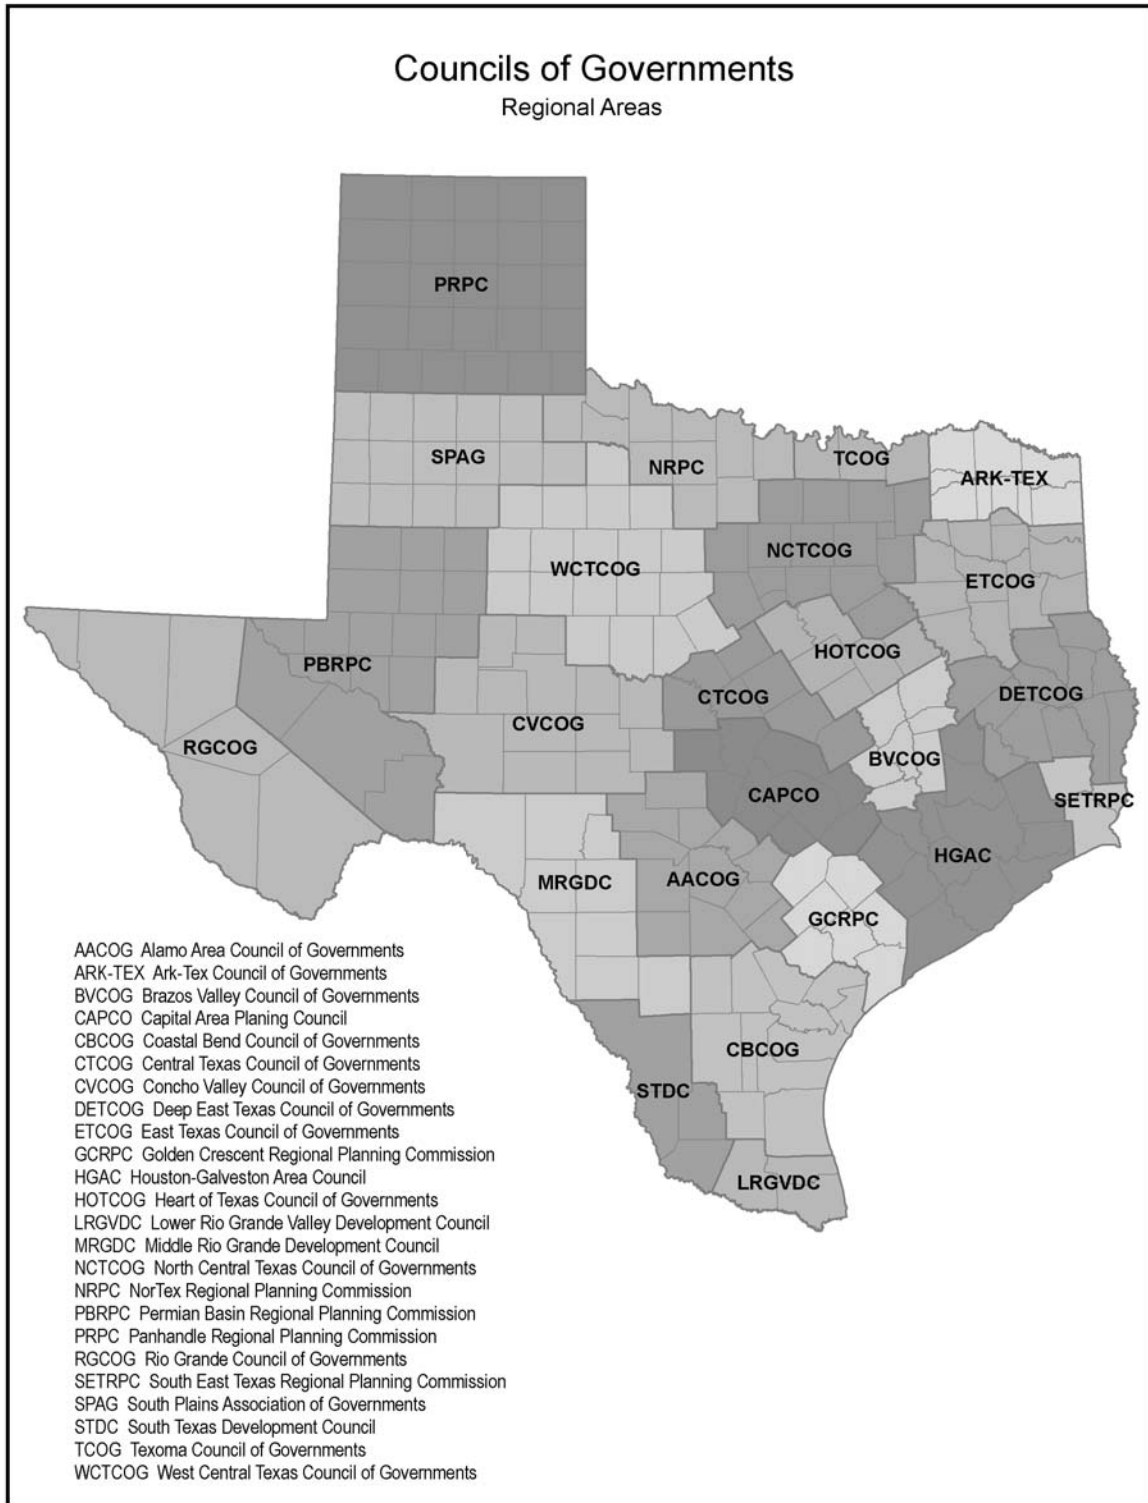 Councils of Governments
Regional Areas
PRPC
SPAG
NRPC
TCOG
ARK-TEX
WCTCOG
NCTCOG
ETCOG
HOTCOG
PBRPC
CTCOG
DETCOG
CVCOG
RGCOG
BVCOG
CAPCO
SETRPC
HGAC
MRGDC
AACOG
GCRPC
CBCOG
STDC
LRGVDC
AACOG Alamo Area Council of Governments
ARK-TEX Ark-Tex Council of Governments
BVCOG Brazos Valley Council of Governments
CAPCO Capital Area Planing Council
CBCOG Coastal Bend Council of Governments
CTCOG Central Texas Council of Governments
CVCOG Concho Valley Council of Governments
DETCOG Deep East Texas Council of Governments
ETCOG East Texas Council of Governments
GCRPC Golden Crescent Regional Planning Commission
HGAC Houston-Galveston Area Council
HOTCOG Heart of Texas Council of Governments
LRGVDC Lower Rio Grande Valley Development Council
MRGDC Middle Rio Grande Development Council
NCTCOG North Central Texas Council of Governments
NRPC NorTex Regional Planning Commission
PBRPC Permian Basin Regional Planning Commission
PRPC Panhandle Regional Planning Commission
RGCOG Rio Grande Council of Governments
SETRPC South East Texas Regional Planning Commission
SPAG South Plains Association of Governments
STDC South Texas Development Council
TCOG Texoma Council of Governments
WCTCOG West Central Texas Council of Governments